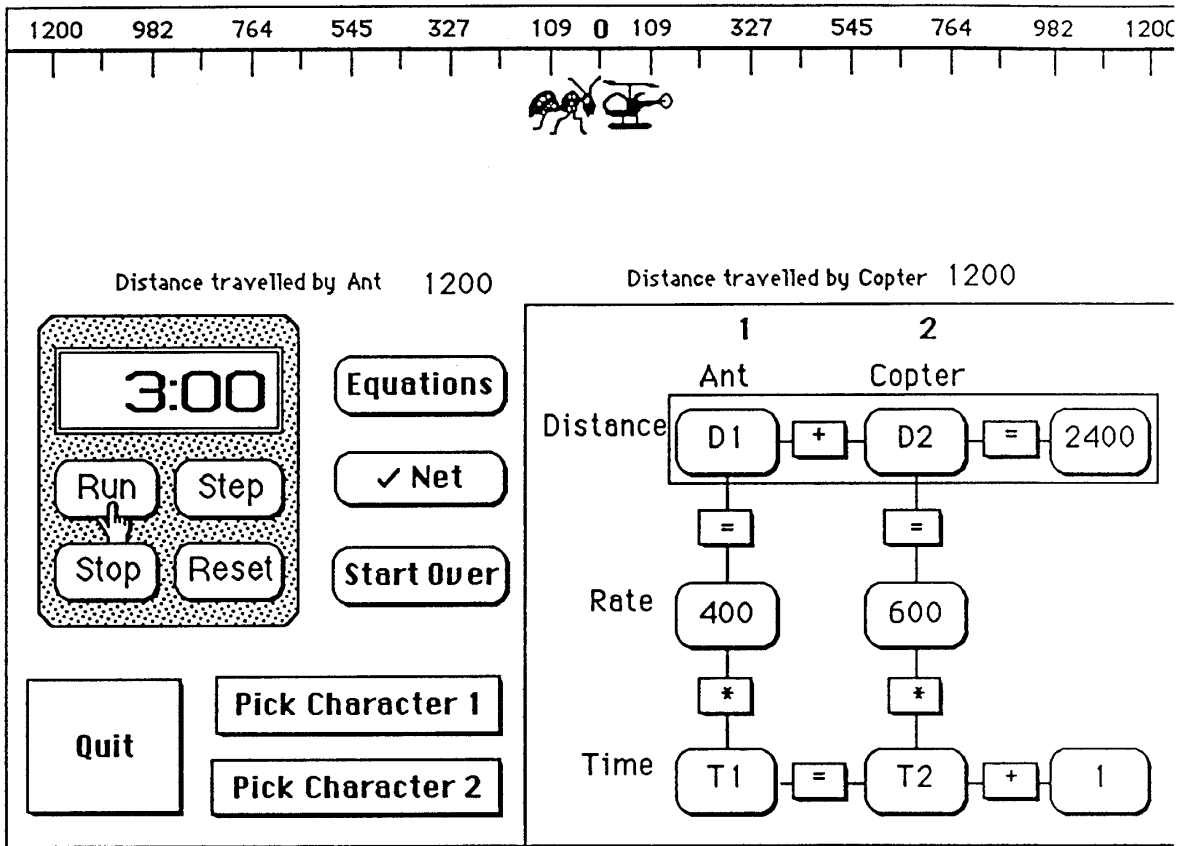 1200 982 764 545 327 109 0 109 327 545 764 982 1200
Distance travelled by Ant 1200
Distance travelled by Copter 1200
3:00
Run Step
Stop Reset
Equations
✓ Net
Start Over
Quit
Pick Character 1
Pick Character 2
1 2
Ant Copter
Distance D1 + D2 = 2400
= =
Rate 400 600
* *
Time T1 = T2 + 1